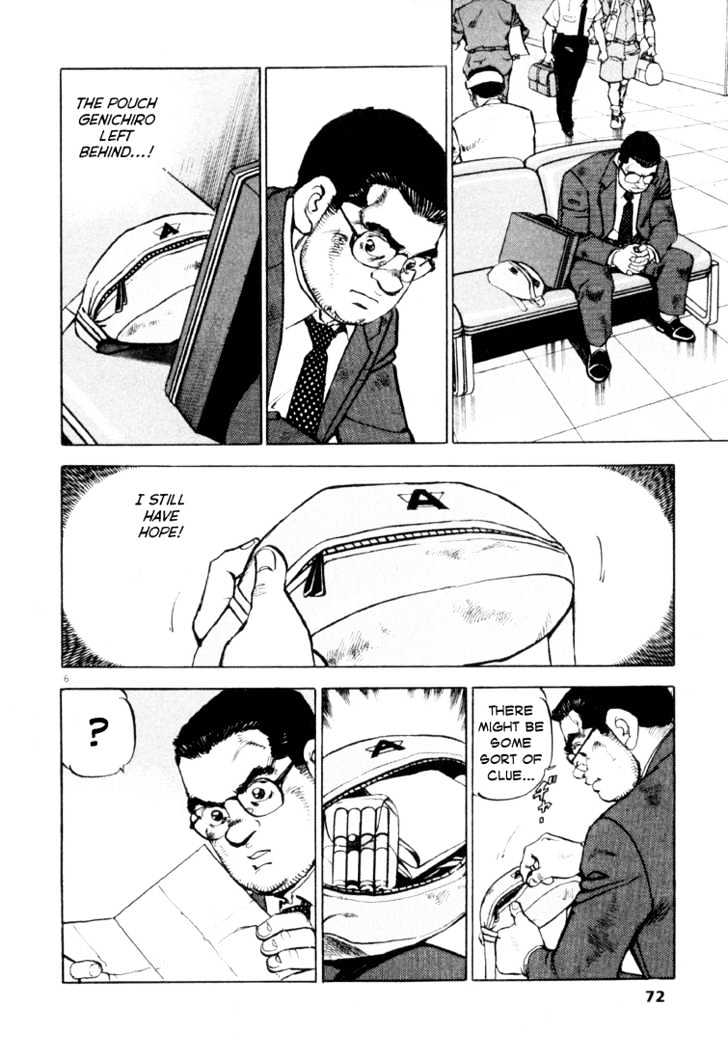 THE POUCH
GENICHIRO
LEFT
BEHIND...!
A
I STILL
HAVE
HOPE!
A
6
THERE
MIGHT BE
SOME
SORT OF
CLUE...
A
?
72